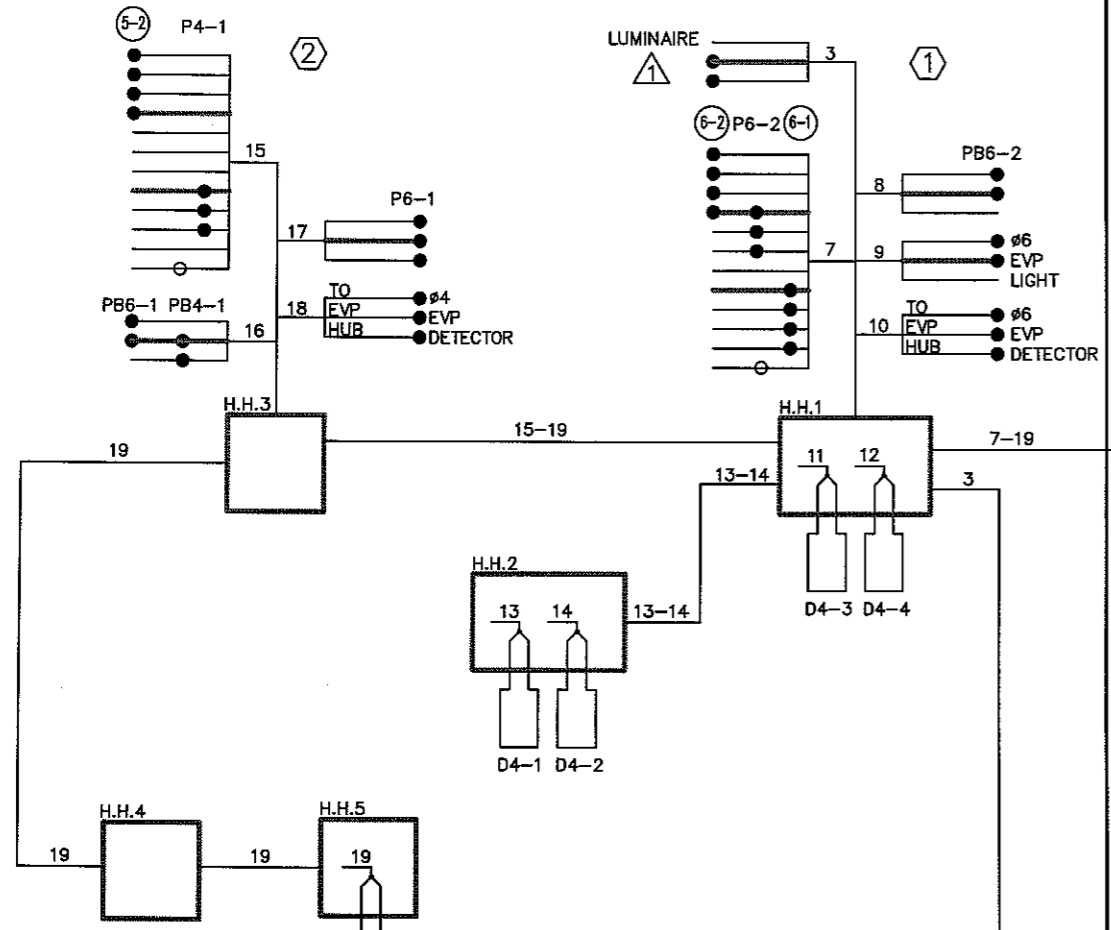 5-2 P4-1
2
15
P6-1
17
TO ø4
18 EVP EVP
HUB DETECTOR
PB6-1 PB4-1
16
LUMINAIRE
1
3
1
6-2 P6-2 6-1
PB6-2
8
7
9
ø6
EVP
LIGHT
TO ø6
10 EVP EVP
HUB DETECTOR
H.H.3
H.H.1
19
15-19
7-19
11 12
13-14
3
D4-3 D4-4
H.H.2
13 14
13-14
D4-1 D4-2
H.H.4
H.H.5
19
19
19